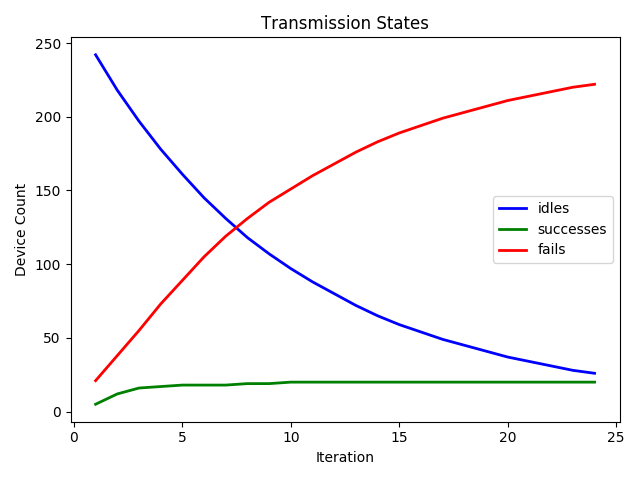 Transmission States
Device Count
250
200
150
100
50
0
idles
successes
fails
0 5 10 15 20 25
Iteration